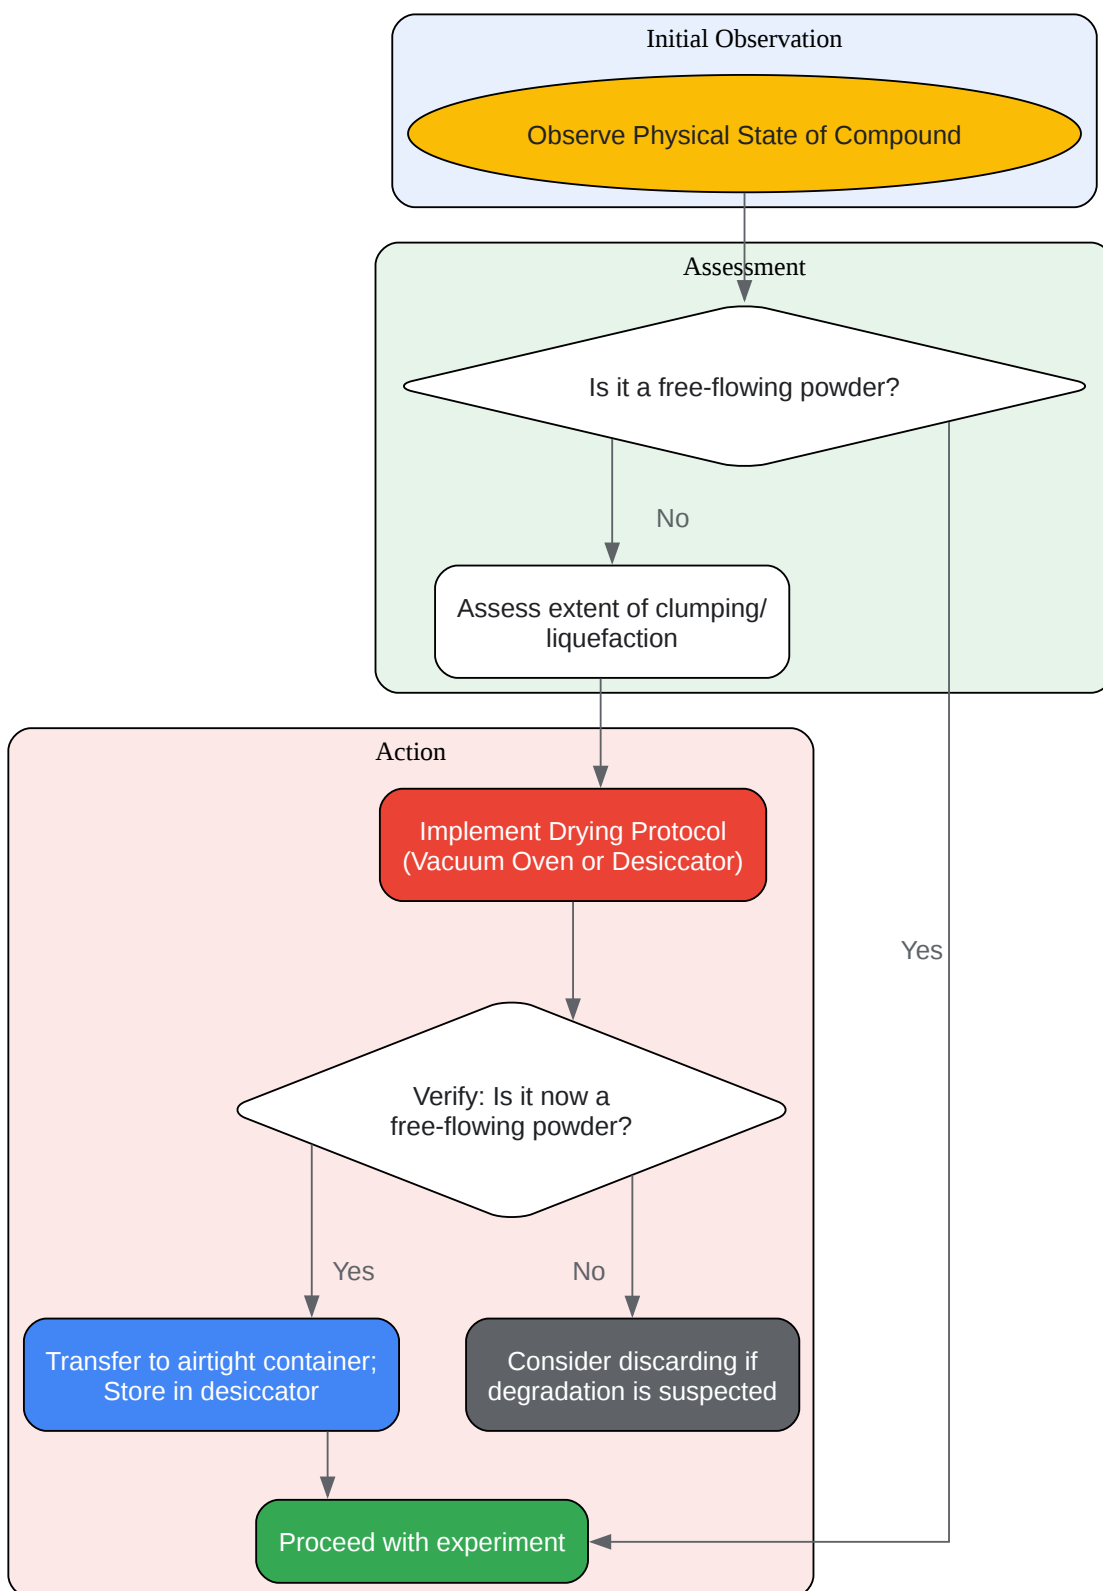 Initial Observation
Observe Physical State of Compound
Assessment
Is it a free-flowing powder?
No
Assess extent of clumping/
liquefaction
Action
Implement Drying Protocol
(Vacuum Oven or Desiccator)
Yes
Verify: Is it now a
free-flowing powder?
Yes
No
Transfer to airtight container;
Store in desiccator
Consider discarding if
degradation is suspected
Proceed with experiment